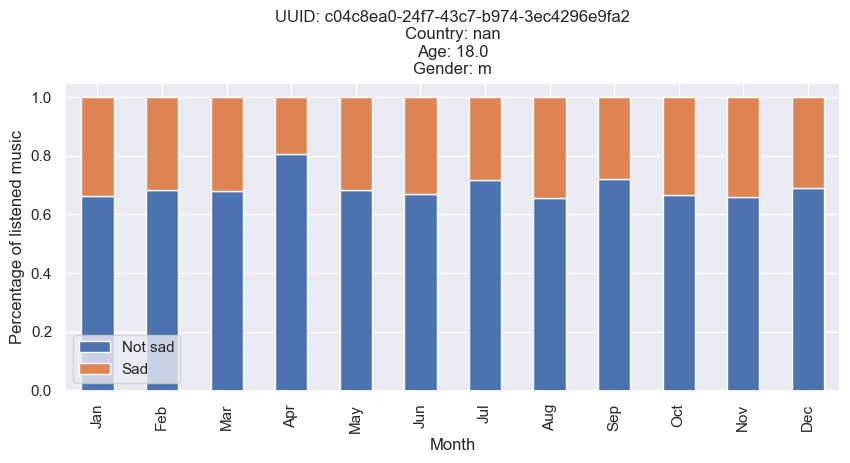 UUID: c04c8ea0-24f7-43c7-b974-3ec4296e9fa2
Country: nan
Age: 18.0
Gender: m
Percentage of listened music
1.0
0.8
0.6
0.4
0.2
0.0
Not sad
Sad
Jan
Feb
Mar
Apr
May
Jun
Jul
Aug
Sep
Oct
Nov
Dec
Month